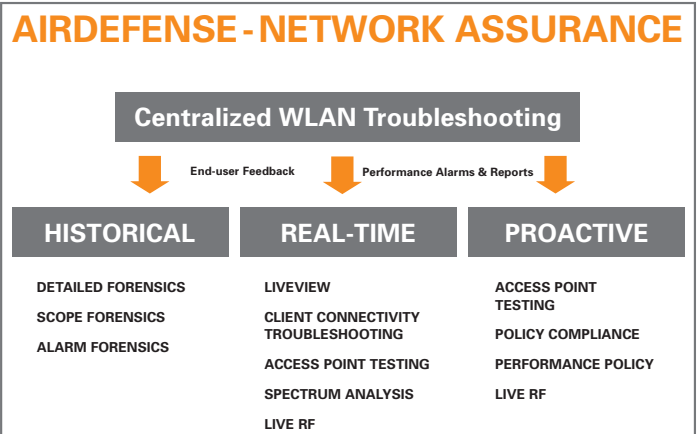 AIRDEFENSE - NETWORK ASSURANCE
Centralized WLAN Troubleshooting
End-user Feedback
Performance Alarms & Reports
HISTORICAL
DETAILED FORENSICS
SCOPE FORENSICS
ALARM FORENSICS
REAL-TIME
LIVEVIEW
CLIENT CONNECTIVITY
TROUBLESHOOTING
ACCESS POINT TESTING
SPECTRUM ANALYSIS
LIVE RF
PROACTIVE
ACCESS POINT
TESTING
POLICY COMPLIANCE
PERFORMANCE POLICY
LIVE RF